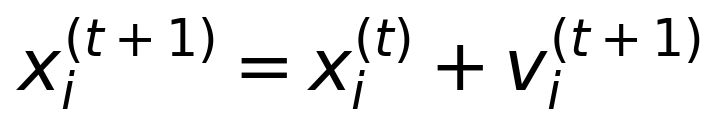 x_i^{(t+1)} = x_i^{(t)} + v_i^{(t+1)}